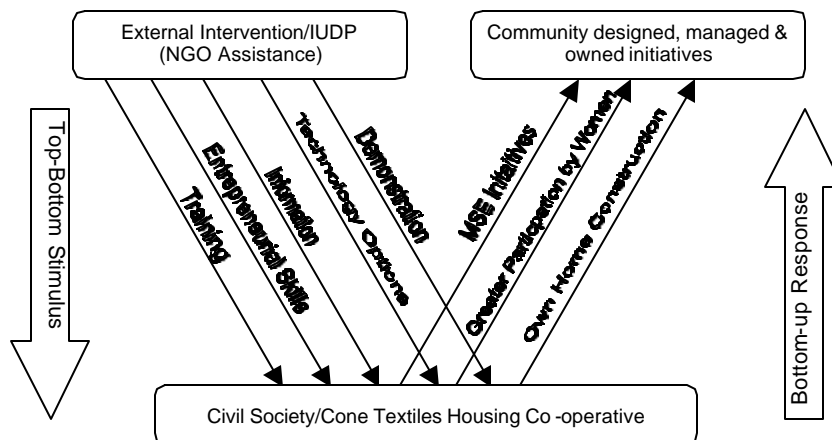 External Intervention/IUDP
(NGO Assistance)
Community designed, managed &
owned initiatives
Top-Bottom Stimulus
Training
Entrepreneurial Skills
Information
Technology Options
Demonstration
MSE Initiatives
Greater Participation by Women
Own Home Construction
Bottom-up Response
Civil Society/Cone Textiles Housing Co -operative